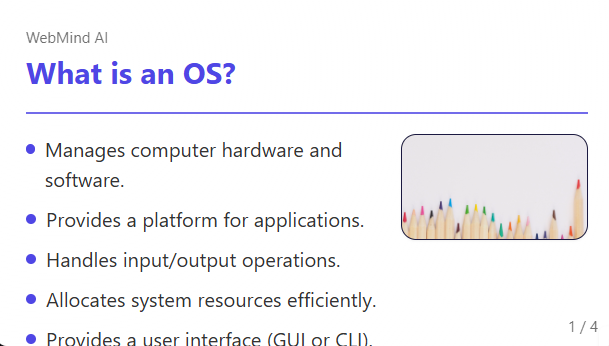 WebMind AI
What is an OS?
Manages computer hardware and
software.
Provides a platform for applications.
Handles input/output operations.
Allocates system resources efficiently.
Provides a user interface (GUI or CLI).
1 / 4